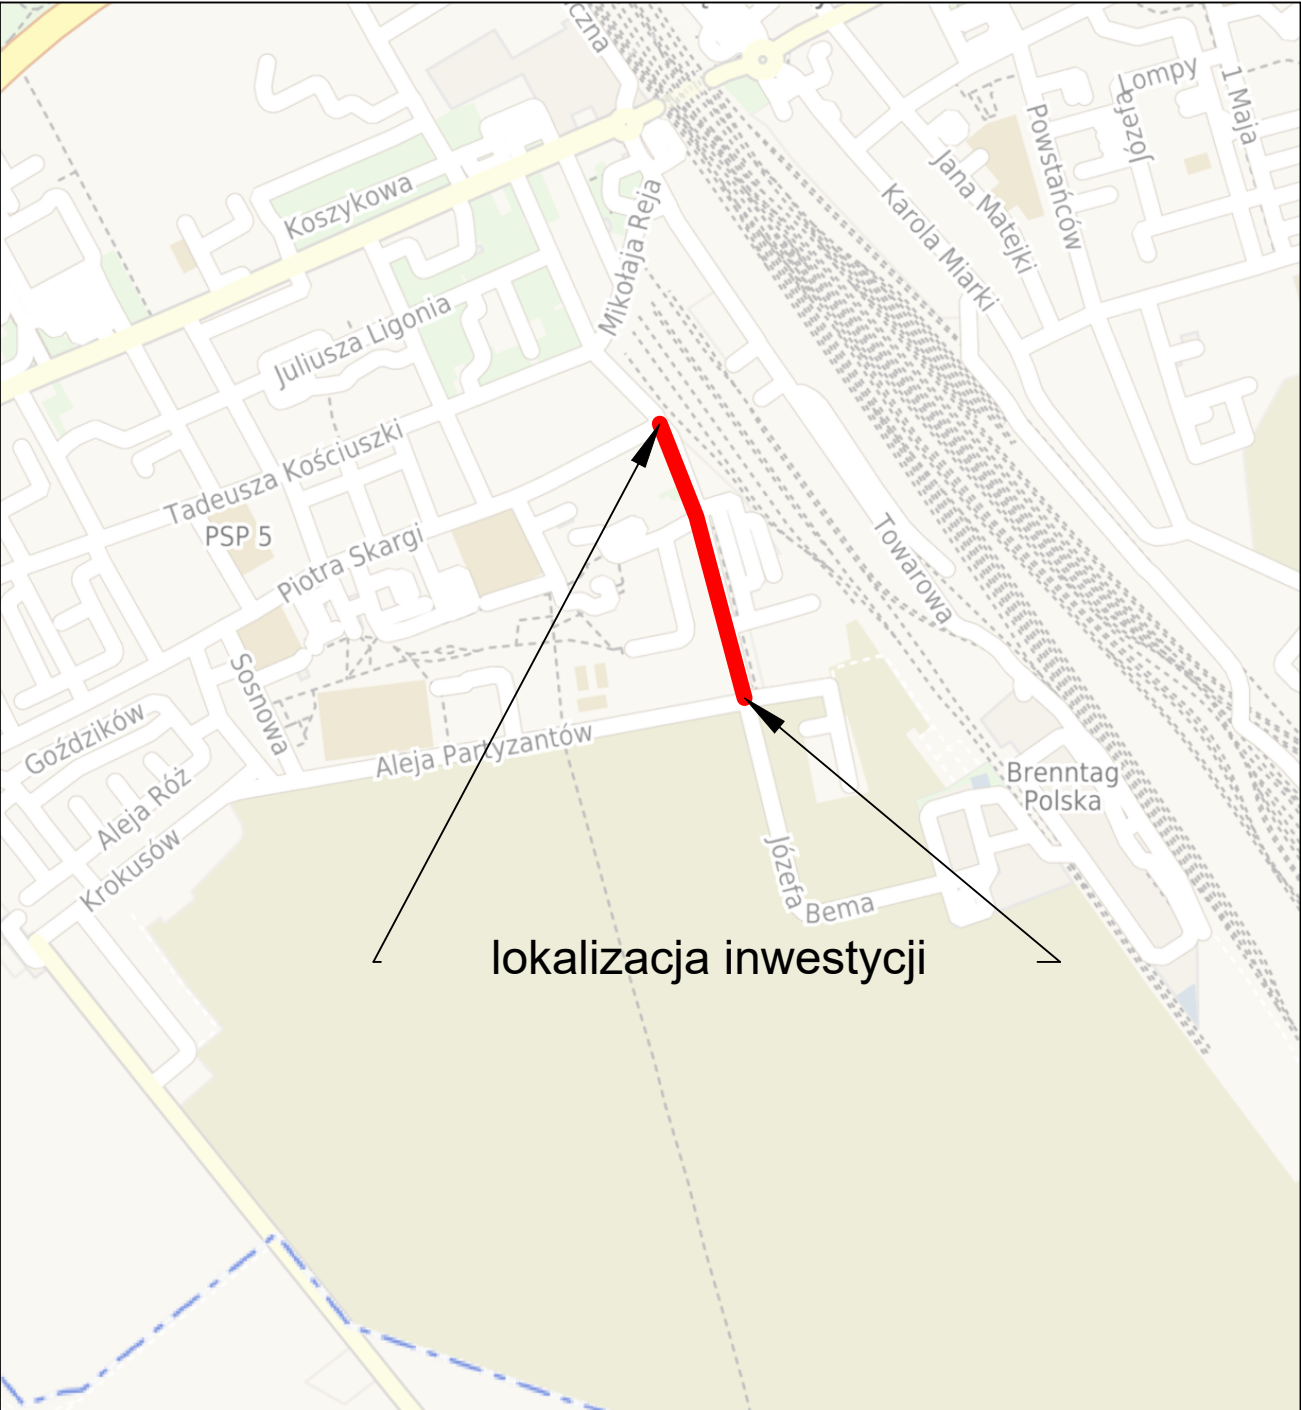 czna
Lompy
1 Maja
Józefa
Powstańców
Jana Matejki
Karola Miarki
Koszykowa
Mikołaja Reja
Juliusza Ligonia
Tadeusza Kościuszki
PSP 5
Piotra Skargi
Towarowa
Sosnowa
Goździków
Aleja Partyzantów
Aleja Róż
Krokusów
Brenntag
Polska
Józefa
Bema
lokalizacja inwestycji